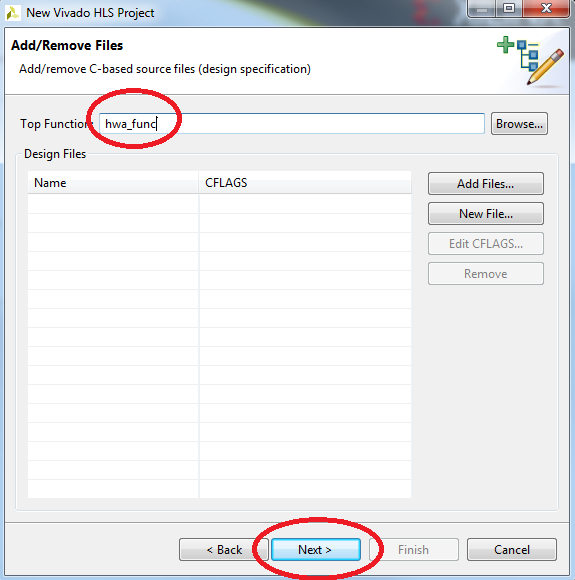 New Vivado HLS Project
Add/Remove Files
Add/remove C-based source files (design specification)
Top Function: hwa_func Browse...
Design Files
Name CFLAGS Add Files...
New File...
Edit CFLAGS...
Remove
< Back Next > Finish Cancel